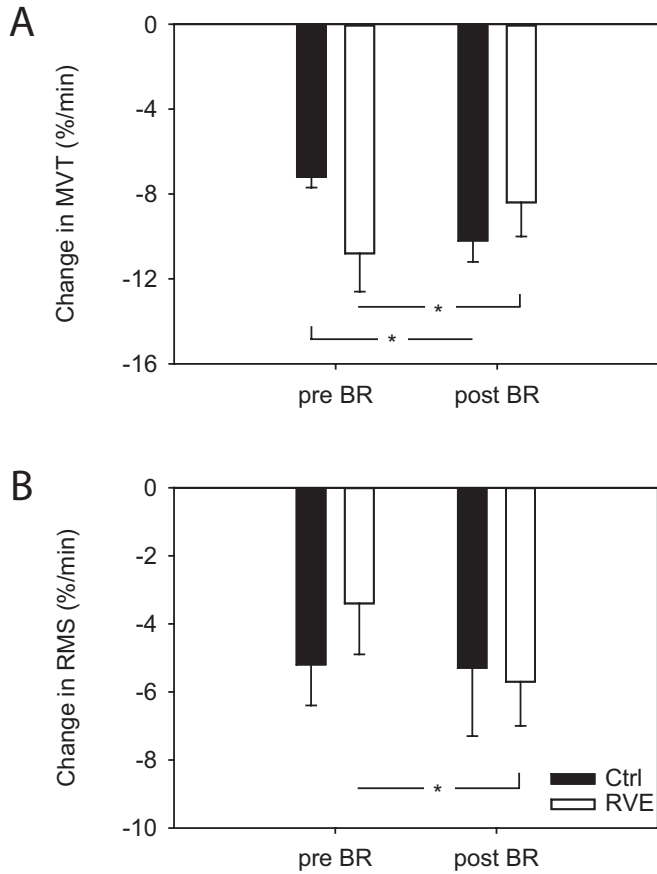 A
Change in MVT (%/min)
0
-4
-8
-12
-16
*
*
pre BR
post BR
B
Change in RMS (%/min)
0
-2
-4
-6
-8
-10
*
Ctrl
RVE
pre BR
post BR